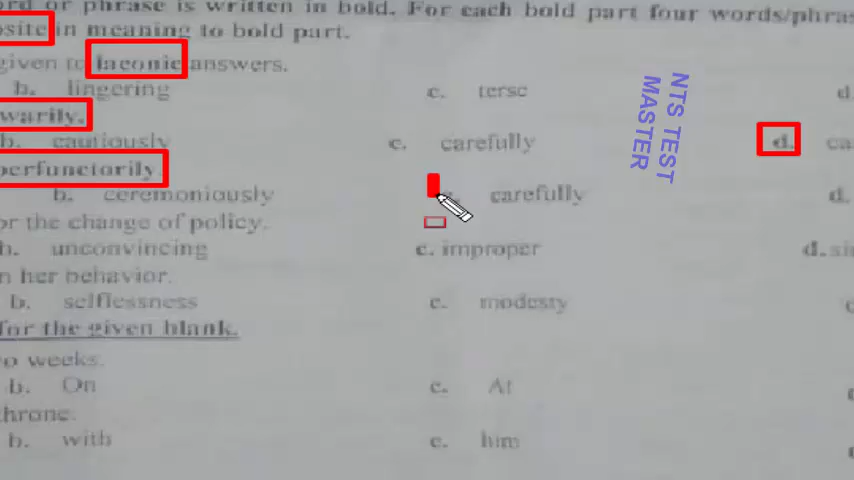 ord or phrase is written in bold. For each bold part four words/phras
osite in meaning to bold part.
given to laconic answers.
b. lingering c. terse d
warily.
b. cautiously c. carefully d. ca
perfunctorily.
b. ceremoniously c. carefully d.
or the change of policy.
b. unconvincing c. improper d. si
n her behavior.
b. selflessness c. modesty
for the given blank.
o weeks.
b. On c. At
throne.
b. with c. him
NTS TEST
MASTER